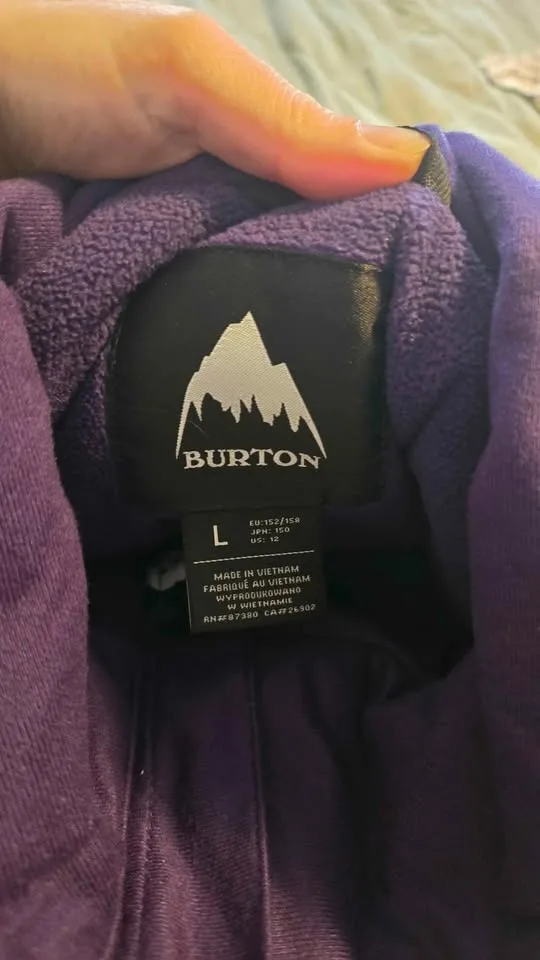 BURTON
L
EU:152/158
JPN: 150
US: 12
MADE IN VIETNAM
FABRIQUÉ AU VIETNAM
WYPRODUKOWANO
W WIETNAMIE
RN#87380 CA#26902